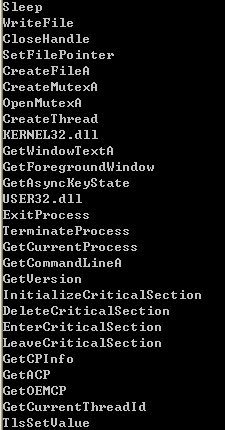 Sleep
WriteFile
CloseHandle
SetFilePointer
CreateFileA
CreateMutexA
OpenMutexA
CreateThread
KERNEL32.dll
GetWindowTextA
GetForegroundWindow
GetAsyncKeyState
USER32.dll
ExitProcess
TerminateProcess
GetCurrentProcess
GetCommandLineA
GetVersion
InitializeCriticalSection
DeleteCriticalSection
EnterCriticalSection
LeaveCriticalSection
GetCPInfo
GetACP
GetOEMCP
GetCurrentThreadId
TlsSetValue